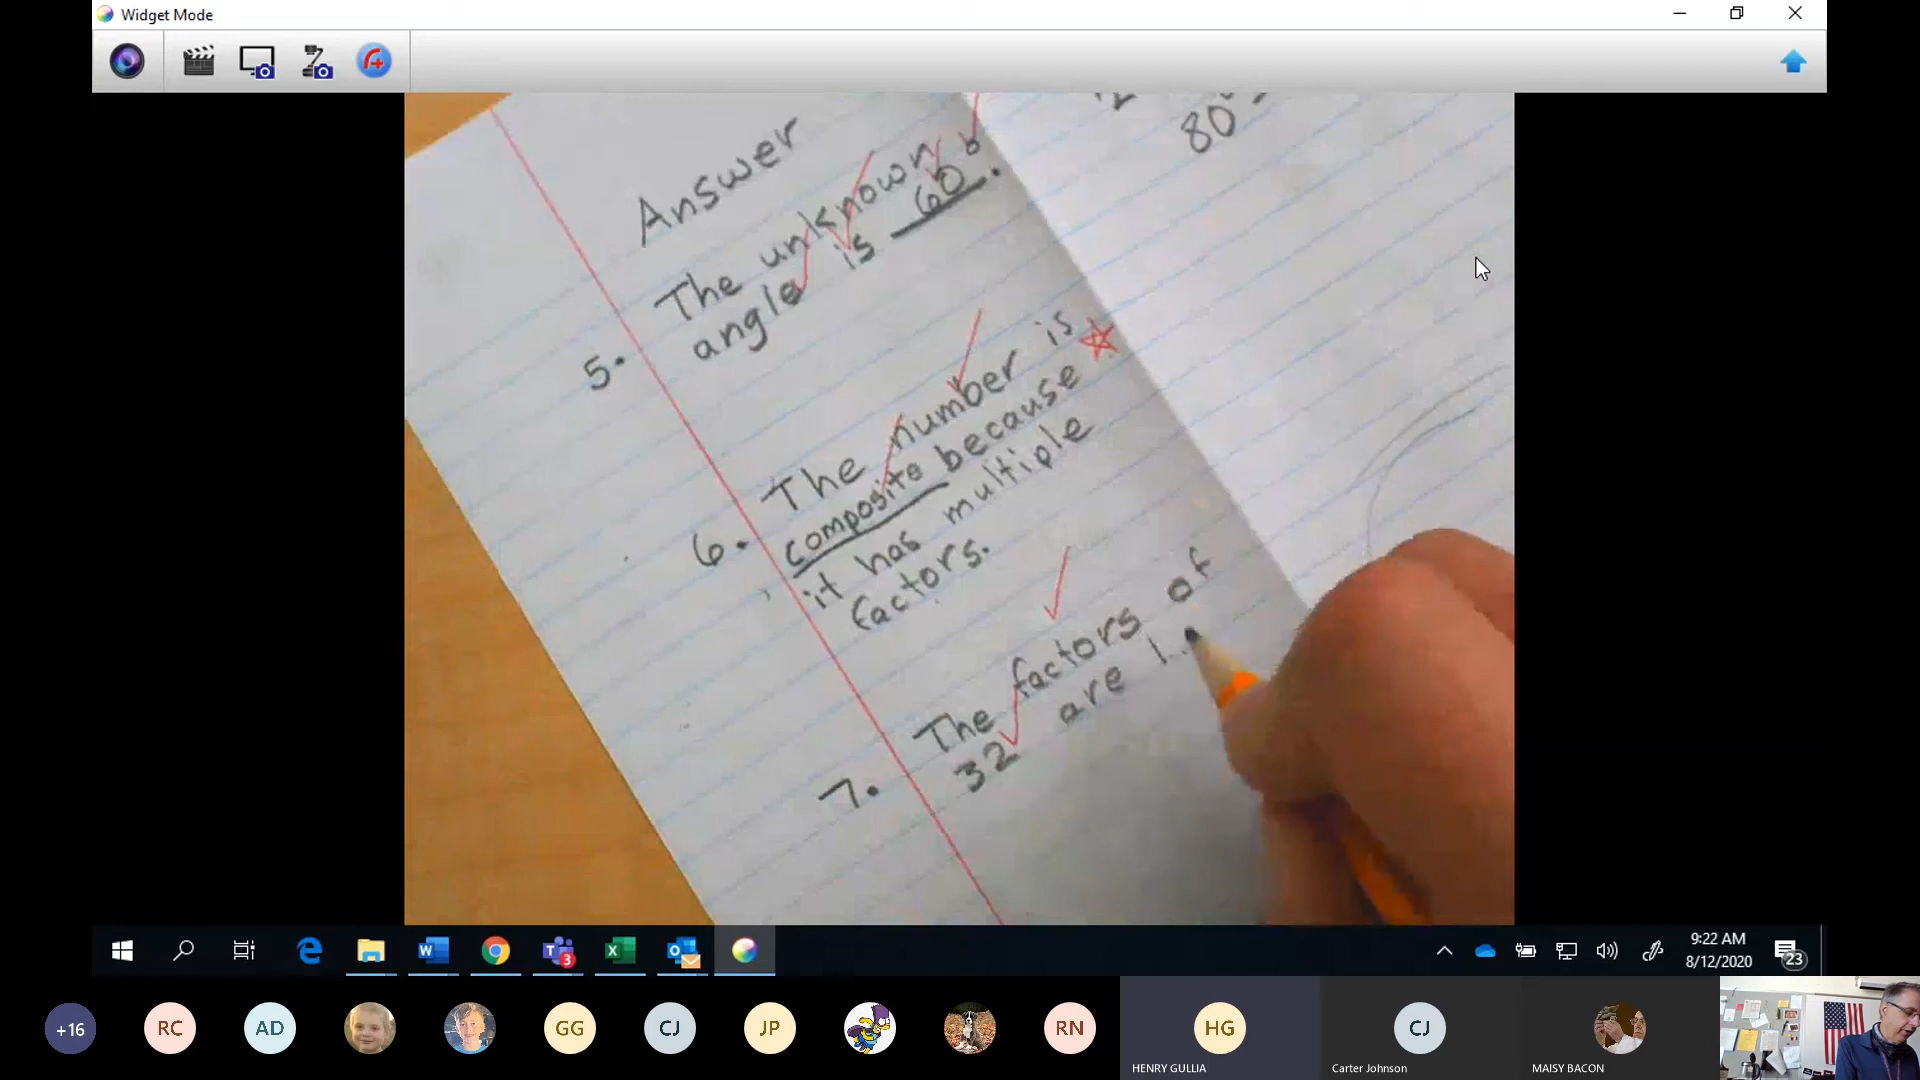 Widget Mode
80
Answer
5.
The unknown
angle is 60°.
6.
The number is
composite because
it has multiple
factors.
7.
The factors of
32 are 1,
3
9:22 AM
8/12/2020
23
+16
RC
AD
GG
CJ
JP
RN
HG
HENRY GULLIA
CJ
Carter Johnson
MAISY BACON